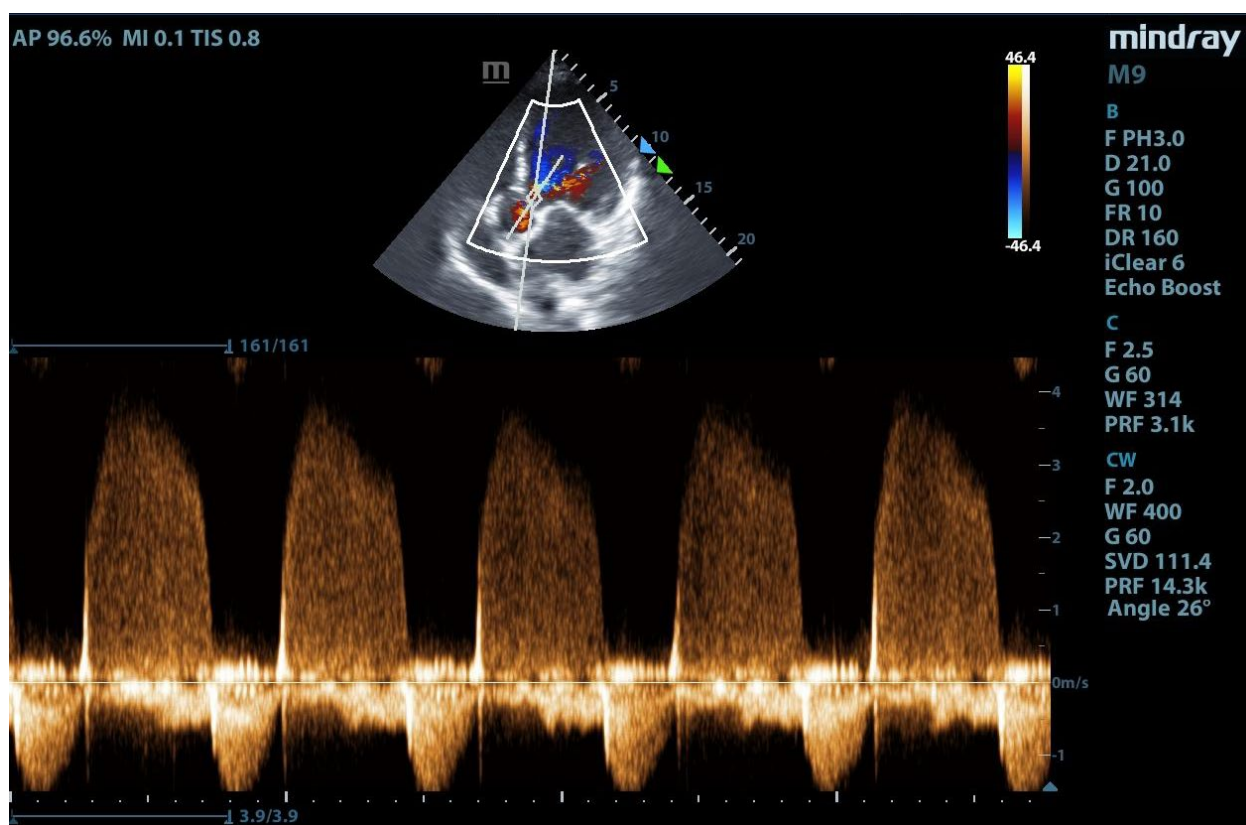 AP 96.6% MI 0.1 TIS 0.8
m
5
10
15
20
46.4
-46.4
mindray
M9
B
F PH3.0
D 21.0
G 100
FR 10
DR 160
iClear 6
Echo Boost
C
F 2.5
G 60
WF 314
PRF 3.1k
CW
F 2.0
WF 400
G 60
SVD 111.4
PRF 14.3k
Angle 26°
161/161
4
3
2
1
0m/s
-1
3.9/3.9